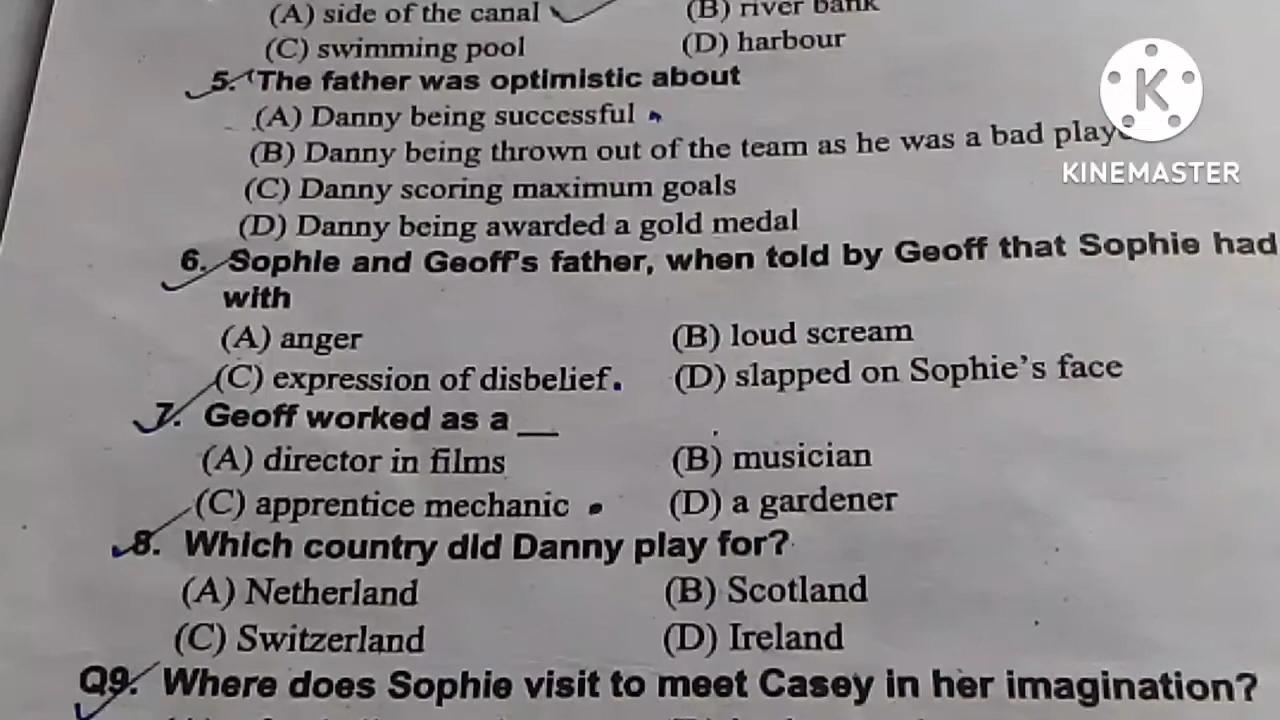 (A) side of the canal (B) river bank
(C) swimming pool (D) harbour
5. 'The father was optimistic about
(A) Danny being successful
(B) Danny being thrown out of the team as he was a bad
(C) Danny scoring maximum goals
(D) Danny being awarded a gold medal
6. Sophie and Geoff's father, when told by Geoff that Sophie had
with
(A) anger (B) loud scream
(C) expression of disbelief. (D) slapped on Sophie's face
7. Geoff worked as a __
(A) director in films (B) musician
(C) apprentice mechanic (D) a gardener
8. Which country did Danny play for?
(A) Netherland (B) Scotland
(C) Switzerland (D) Ireland
Q9. Where does Sophie visit to meet Casey in her imagination?
K
KINEMASTER